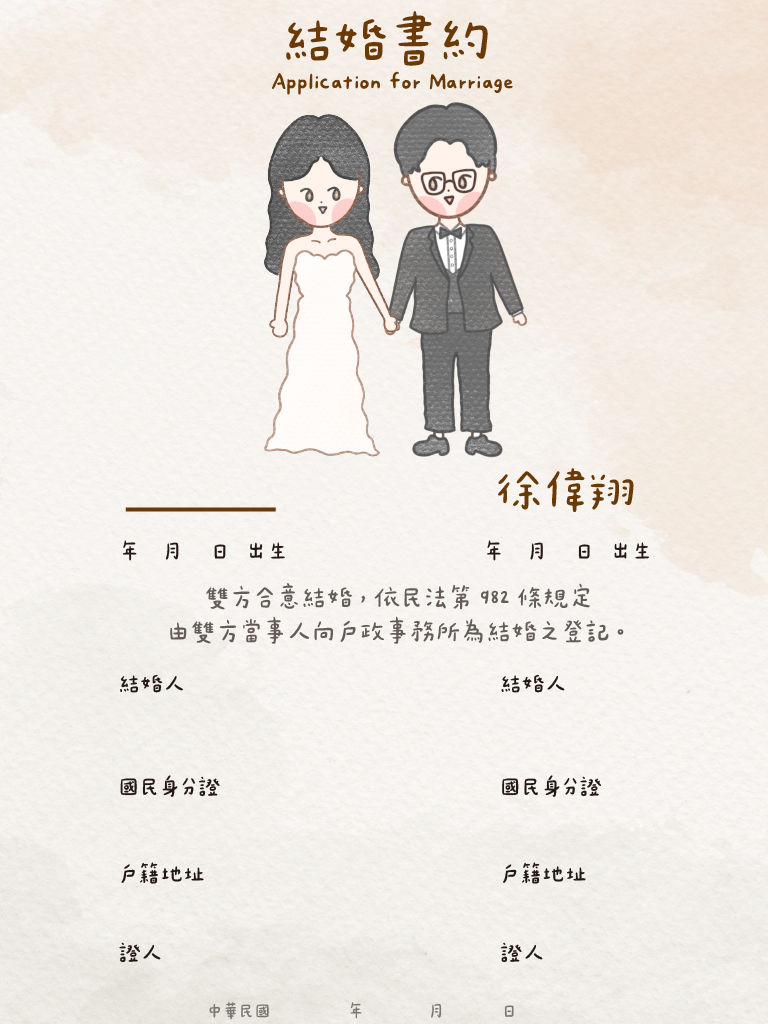 結婚書約
Application for Marriage
徐偉翔
年 月 日 出生 年 月 日 出生
雙方合意結婚，依民法第 982 條規定
由雙方當事人向戶政事務所為結婚之登記。
結婚人 結婚人
國民身分證 國民身分證
戶籍地址 戶籍地址
證人 證人
中華民國 年 月 日